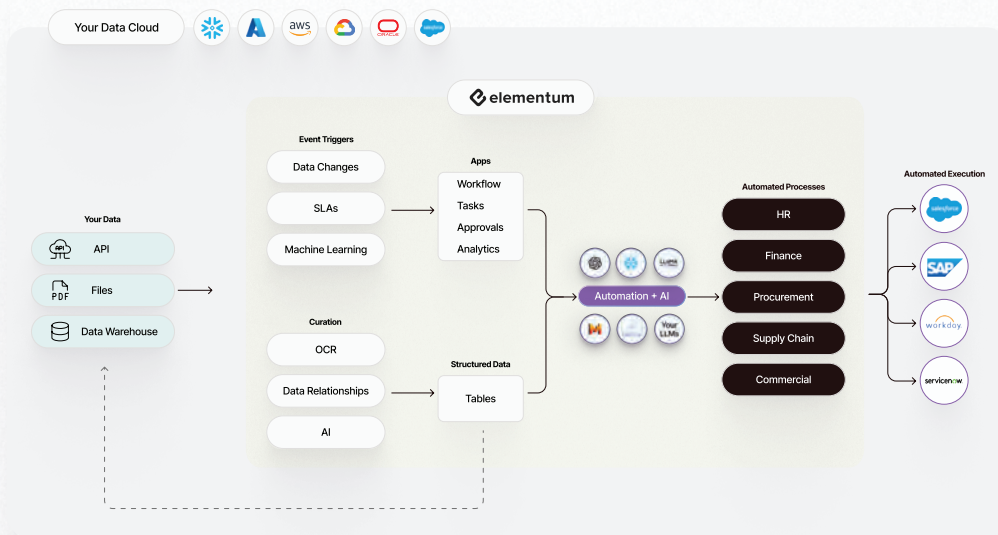 Your Data Cloud
aws
ORACLE
salesforce
elementum
Event Triggers
Data Changes
SLAs
Machine Learning
Apps
Workflow
Tasks
Approvals
Analytics
Automated Processes
HR
Finance
Procurement
Supply Chain
Commercial
Automated Execution
salesforce
SAP
workday.
servicenow
Your Data
API
API
PDF
Files
Data Warehouse
Automation + AI
Your
LLMs
Curation
OCR
Data Relationships
AI
Structured Data
Tables